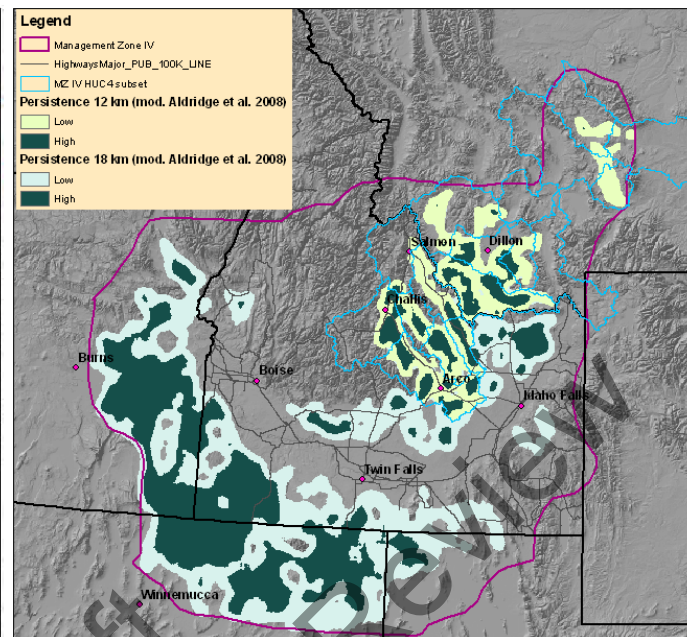 Legend
Management Zone IV
HighwaysMajor_PUB_100K_LINE
MZ IV HUC4 subset
Persistence 12 km (mod. Aldridge et al. 2008)
Low
High
Persistence 18 km (mod. Aldridge et al. 2008)
Low
High
Salmon
Dillon
Challis
Burns
Boise
Arco
Idaho Falls
Twin Falls
Winnemucca
Review